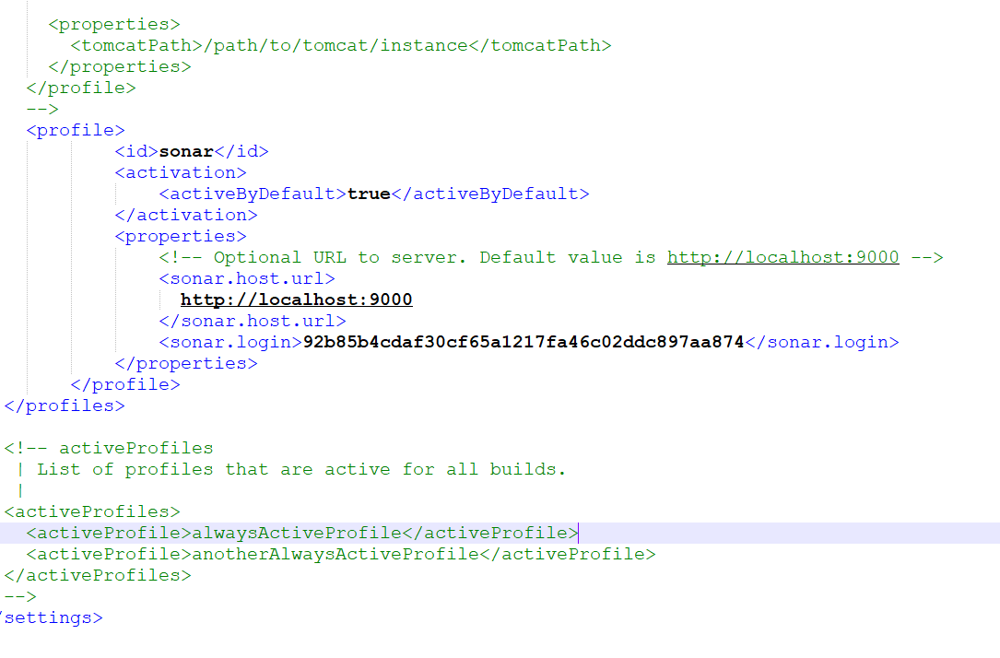 <properties>
<tomcatPath>/path/to/tomcat/instance</tomcatPath>
</properties>
</profile>
-->
<profile>
<id>sonar</id>
<activation>
<activeByDefault>true</activeByDefault>
</activation>
<properties>
<!-- Optional URL to server. Default value is http://localhost:9000 -->
<sonar.host.url>
http://localhost:9000
</sonar.host.url>
<sonar.login>92b85b4cdaf30cf65a1217fa46c02ddc897aa874</sonar.login>
</properties>
</profile>
</profiles>
<!-- activeProfiles
| List of profiles that are active for all builds.
|
<activeProfiles>
<activeProfile>alwaysActiveProfile</activeProfile>
<activeProfile>anotherAlwaysActiveProfile</activeProfile>
</activeProfiles>
-->
/settings>